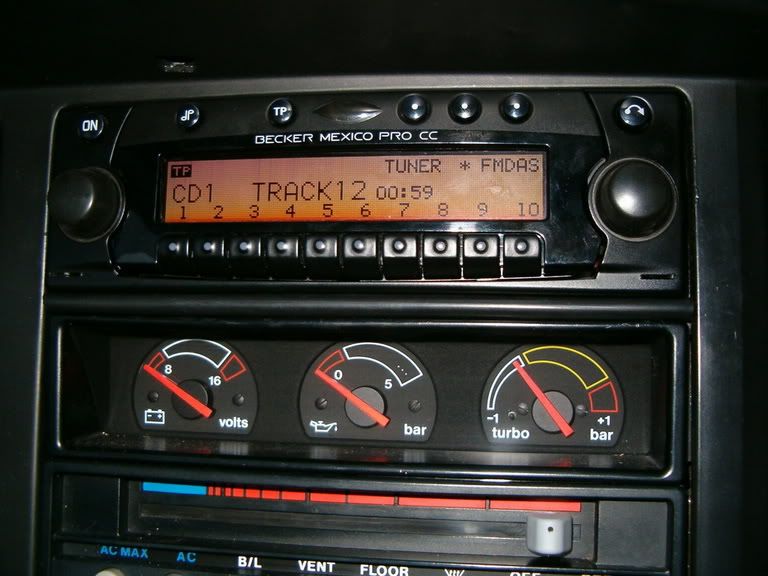 ON TP
BECKER MEXICO PRO CC
TP TUNER * FMDAS
CD1 TRACK12 00:59
1 2 3 4 5 6 7 8 9 10
8 16
volts
0 5
bar
-1 +1
turbo bar
AC MAX AC B/L VENT FLOOR